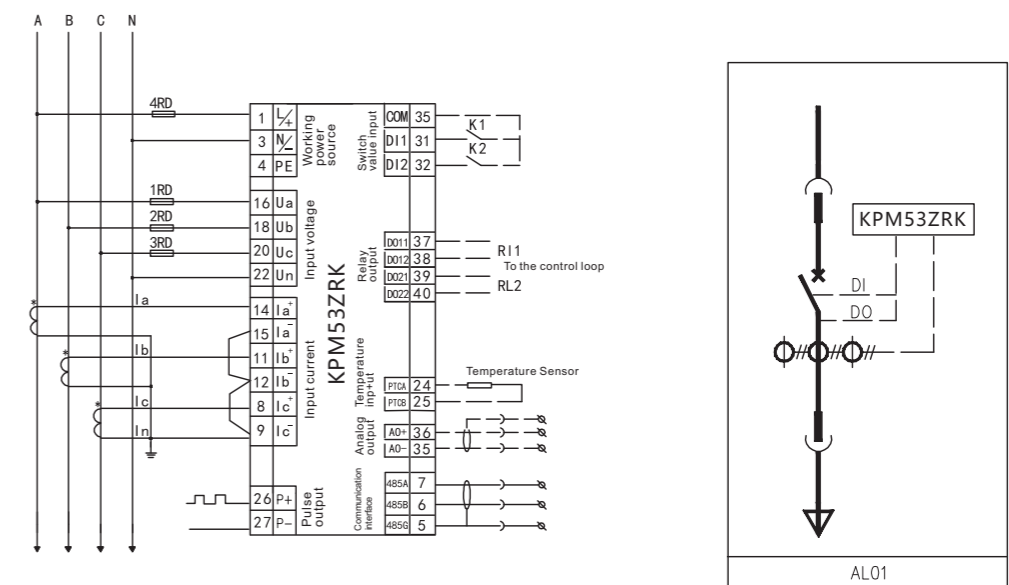 A B C N
4RD
1RD
2RD
3RD
Ia
Ib
Ic
In
*
*
*
1 L/+
3 N/-
4 PE
Working
power
source
16 Ua
18 Ub
20 Uc
22 Un
Input voltage
14 Ia+
15 Ia-
11 Ib+
12 Ib-
8 Ic+
9 Ic-
Input current
26 P+
27 P-
Pulse
output
KPM53ZRK
Switch
value input
COM 35
DI1 31
DI2 32
K1
K2
Relay
output
DO11 37
DO12 38
DO21 39
DO22 40
RI1
To the control loop
RL2
Temperature
inp+ut
PTCA 24
PTCB 25
Temperature Sensor
Analog
output
AO+ 36
AO- 35
Communication
interface
485A 7
485B 6
485G 5
KPM53ZRK
DI
DO
AL01